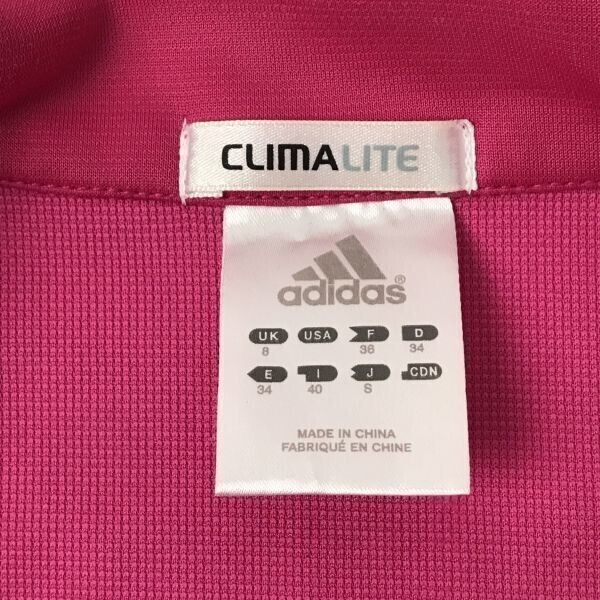 CLIMALITE
adidas®
UK USA F D
8 36 34
E I J CDN
34 40 S
MADE IN CHINA
FABRIQUÉ EN CHINE